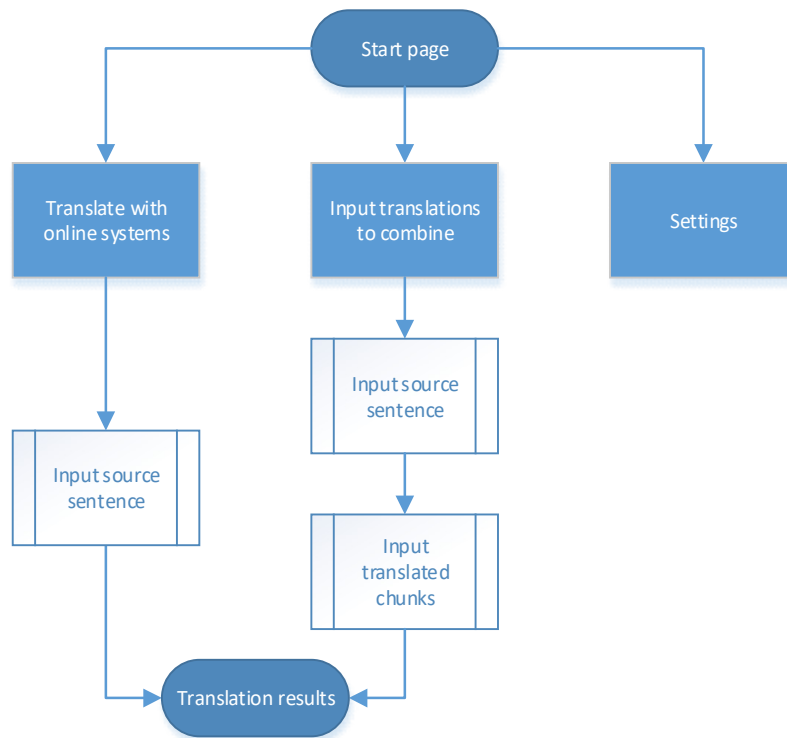 Start page
Translate with
online systems
Input translations
to combine
Settings
Input source
sentence
Input source
sentence
Input
translated
chunks
Translation results